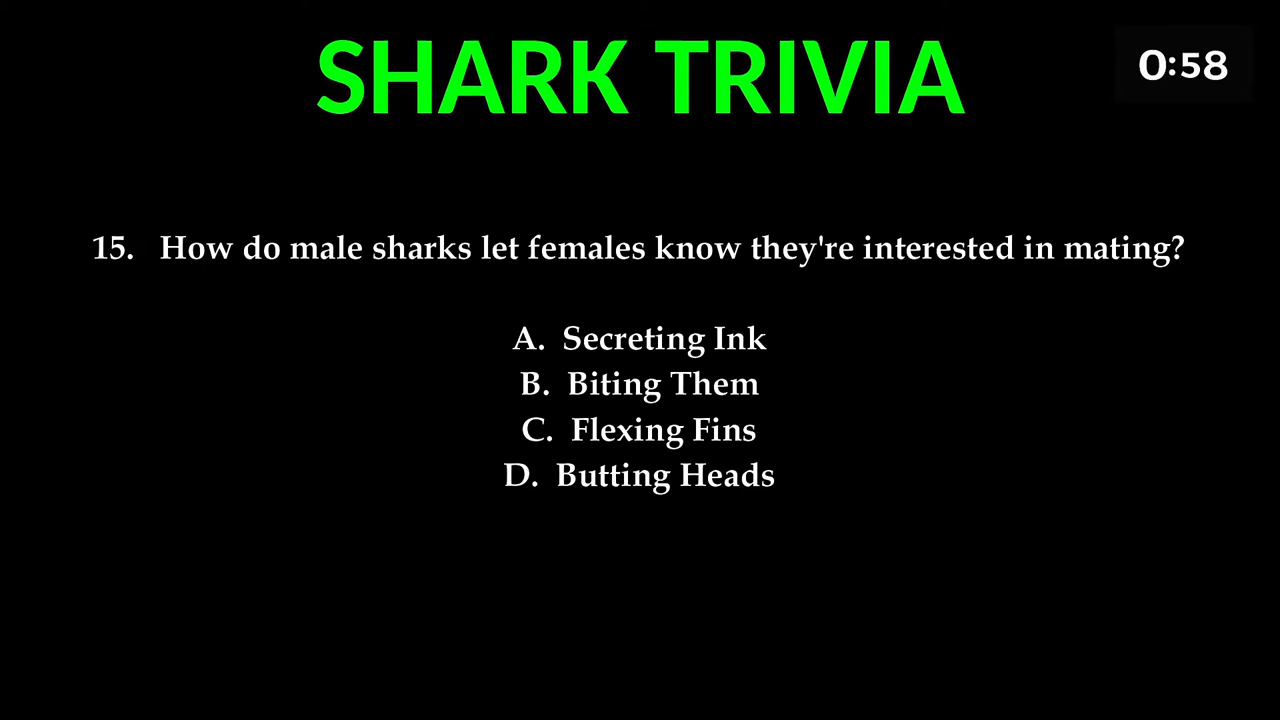 SHARK TRIVIA
0:58
15. How do male sharks let females know they're interested in mating?
A. Secreting Ink
B. Biting Them
C. Flexing Fins
D. Butting Heads